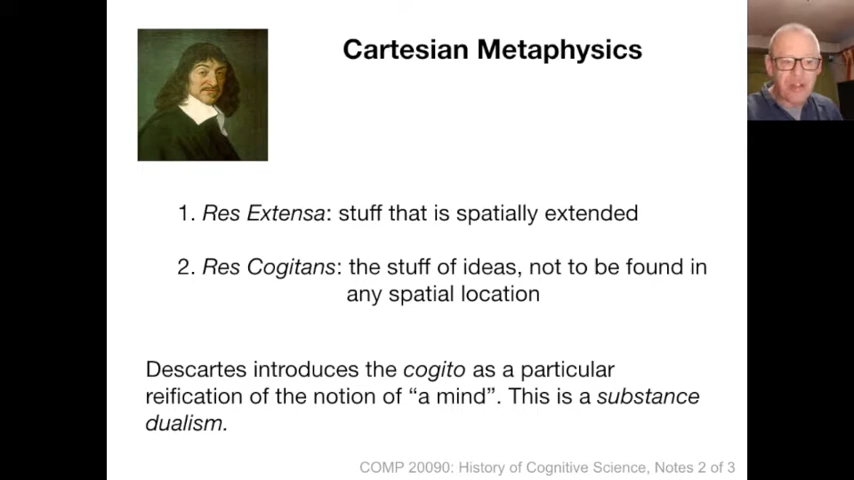 Cartesian Metaphysics
1. Res Extensa: stuff that is spatially extended
2. Res Cogitans: the stuff of ideas, not to be found in
any spatial location
Descartes introduces the cogito as a particular
reification of the notion of “a mind”. This is a substance
dualism.
COMP 20090: History of Cognitive Science, Notes 2 of 3